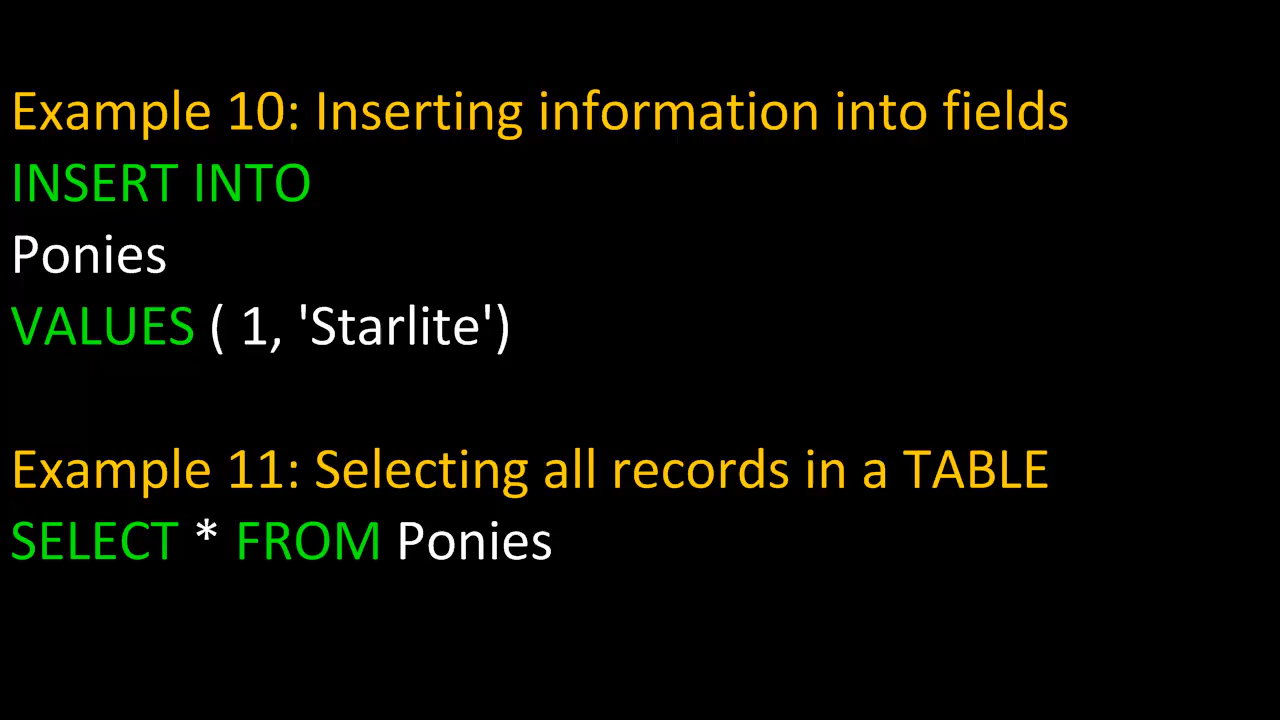 Example 10: Inserting information into fields
INSERT INTO
Ponies
VALUES ( 1, 'Starlite')
Example 11: Selecting all records in a TABLE
SELECT * FROM Ponies